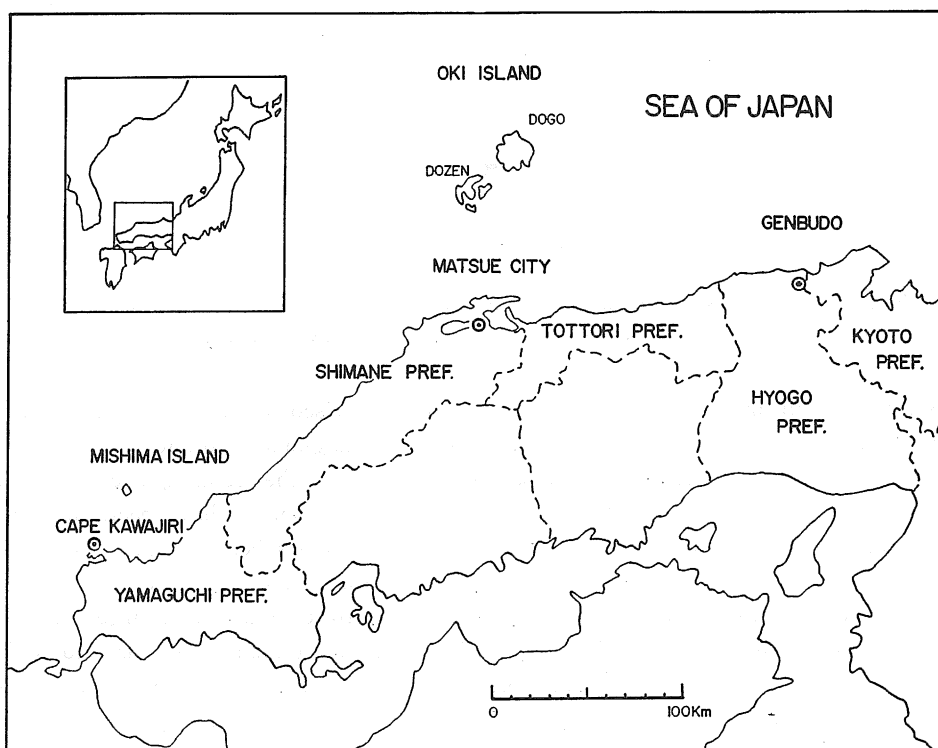 OKI ISLAND
SEA OF JAPAN
DOGO
DOZEN
GENBUDO
MATSUE CITY
TOTTORI PREF.
KYOTO
PREF.
SHIMANE PREF.
HYOGO
PREF.
MISHIMA ISLAND
CAPE KAWAJIRI
YAMAGUCHI PREF.
0
100Km